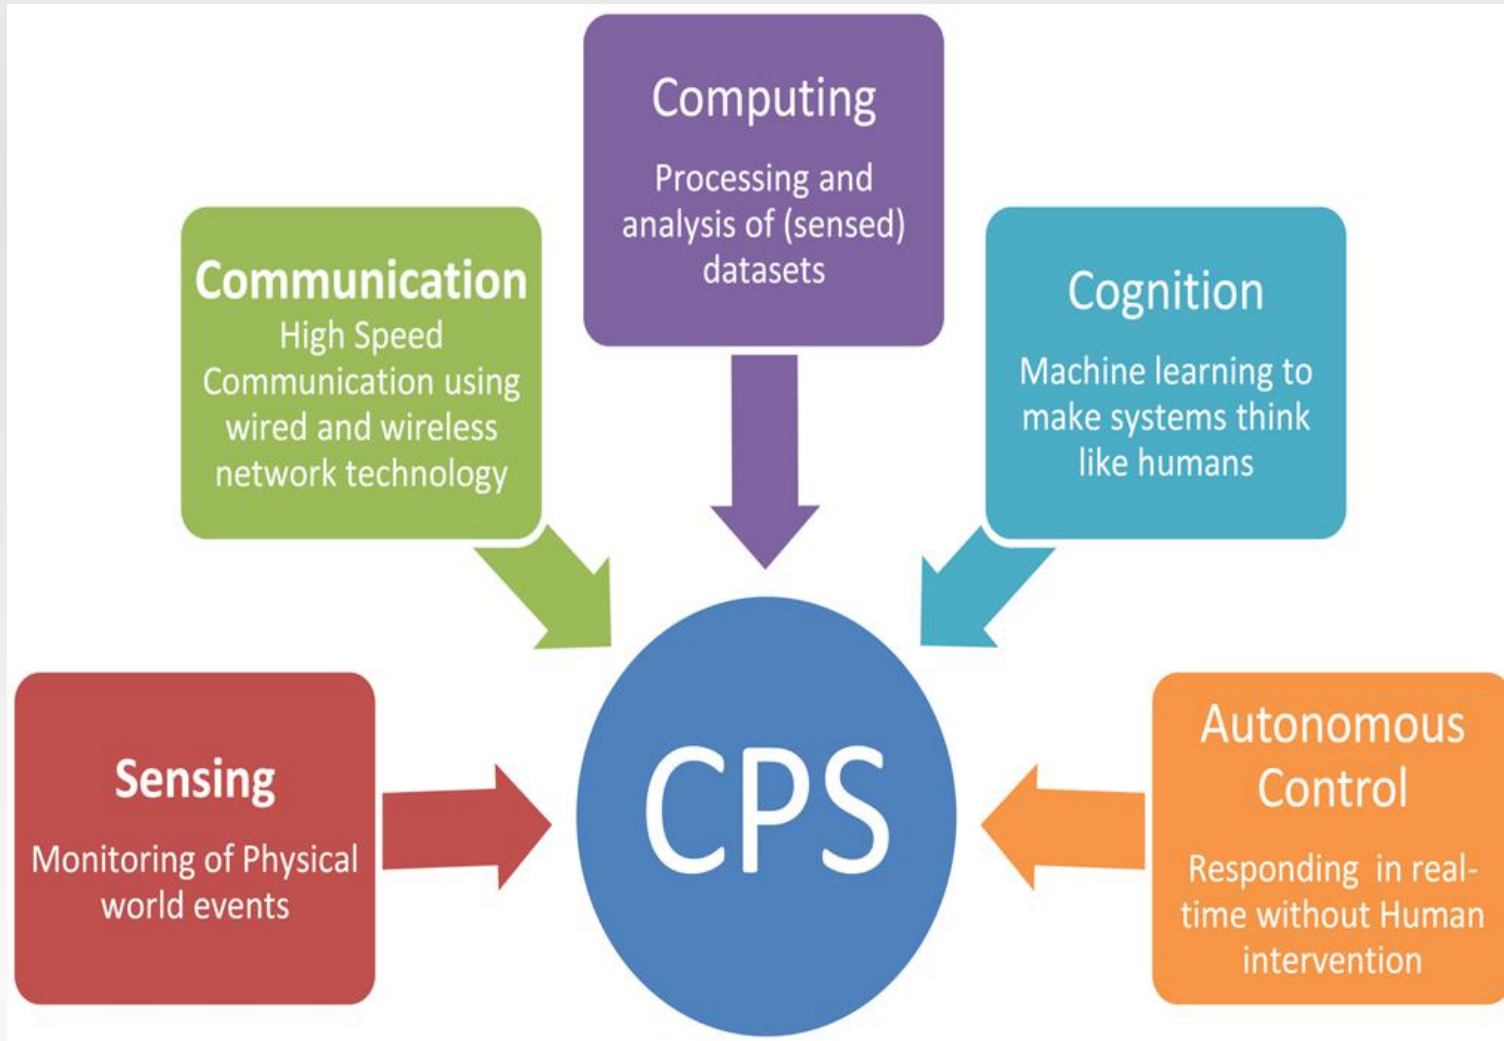 Computing
Processing and
analysis of (sensed)
datasets
Communication
High Speed
Communication using
wired and wireless
network technology
Cognition
Machine learning to
make systems think
like humans
Sensing
Monitoring of Physical
world events
CPS
Autonomous
Control
Responding in real-
time without Human
intervention